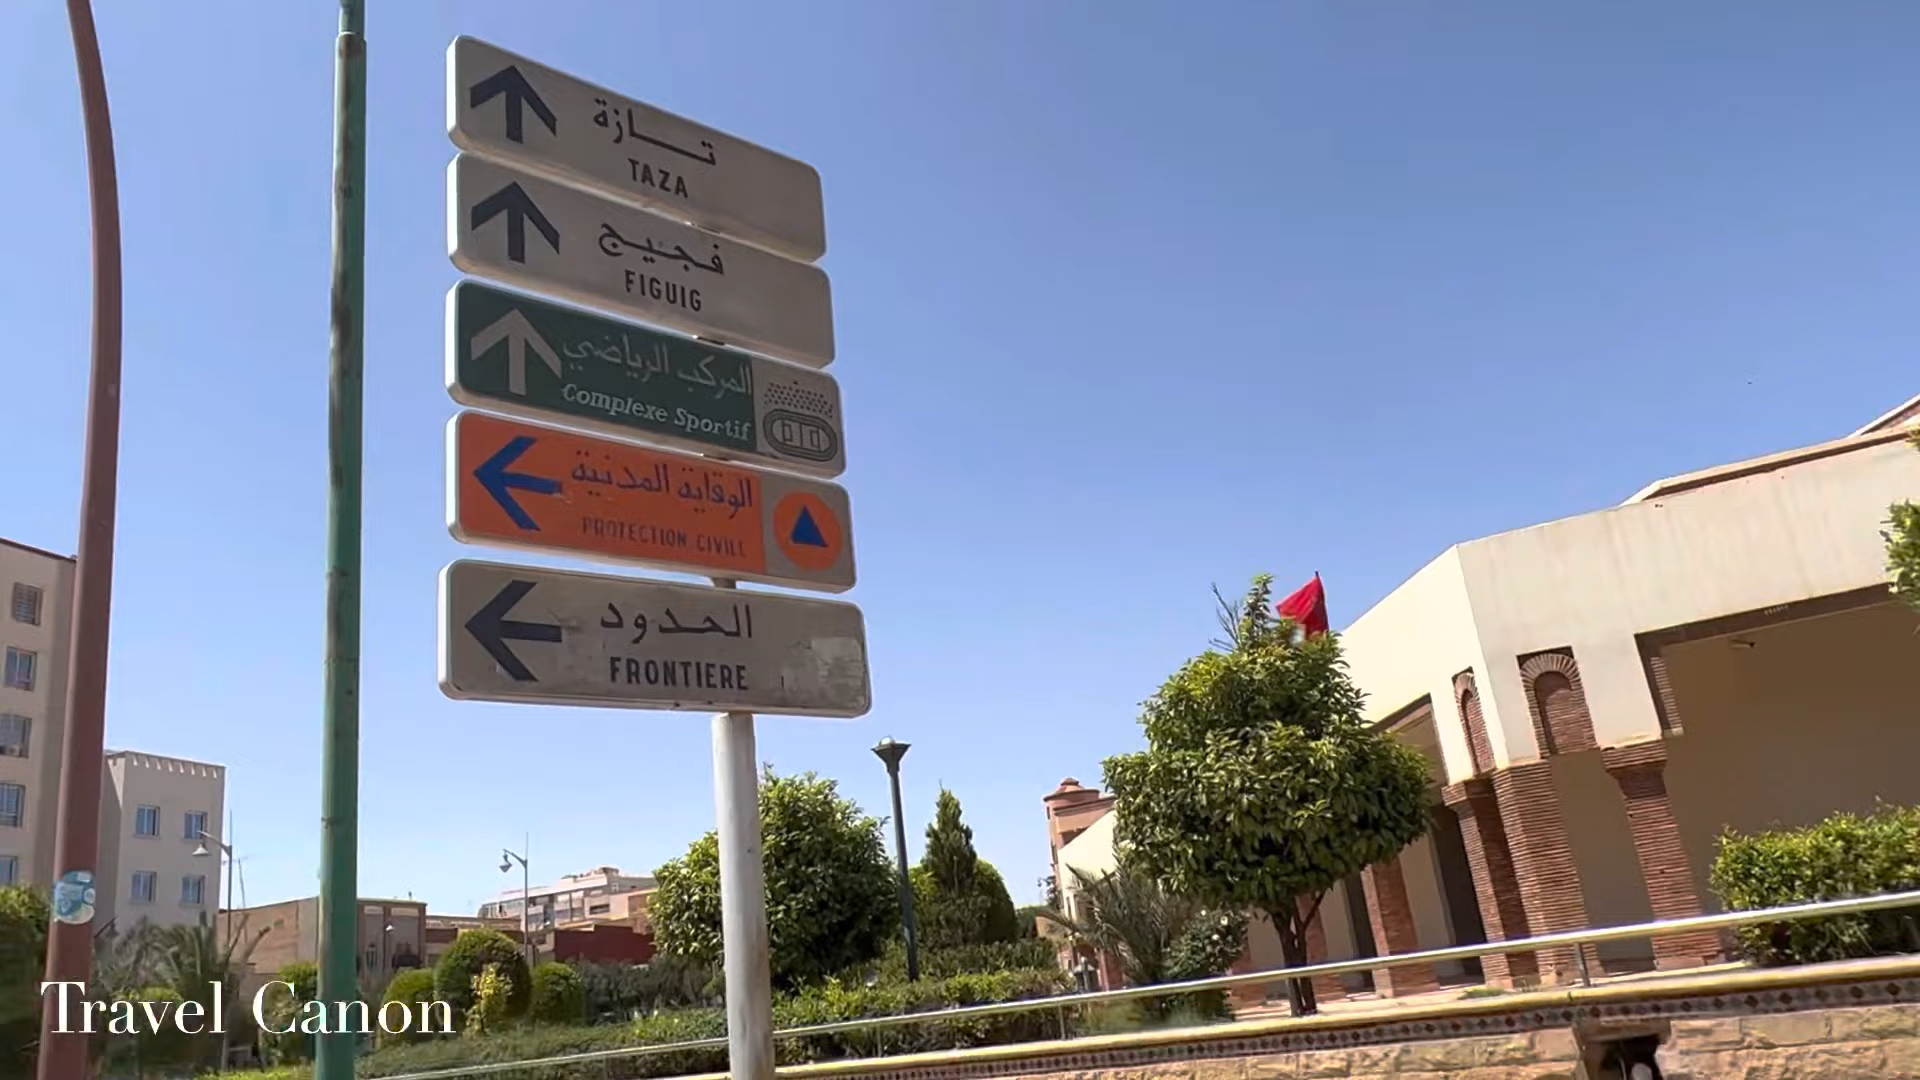 تازة
TAZA
فجيج
FIGUIG
المركب الرياضي
Complexe Sportif
الوقاية المدنية
PROTECTION CIVILE
الحدود
FRONTIERE
Travel Canon